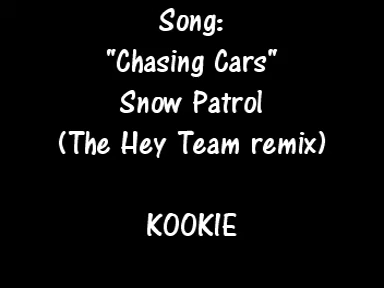 Song:
"Chasing Cars"
Snow Patrol
(The Hey Team remix)
KOOKIE